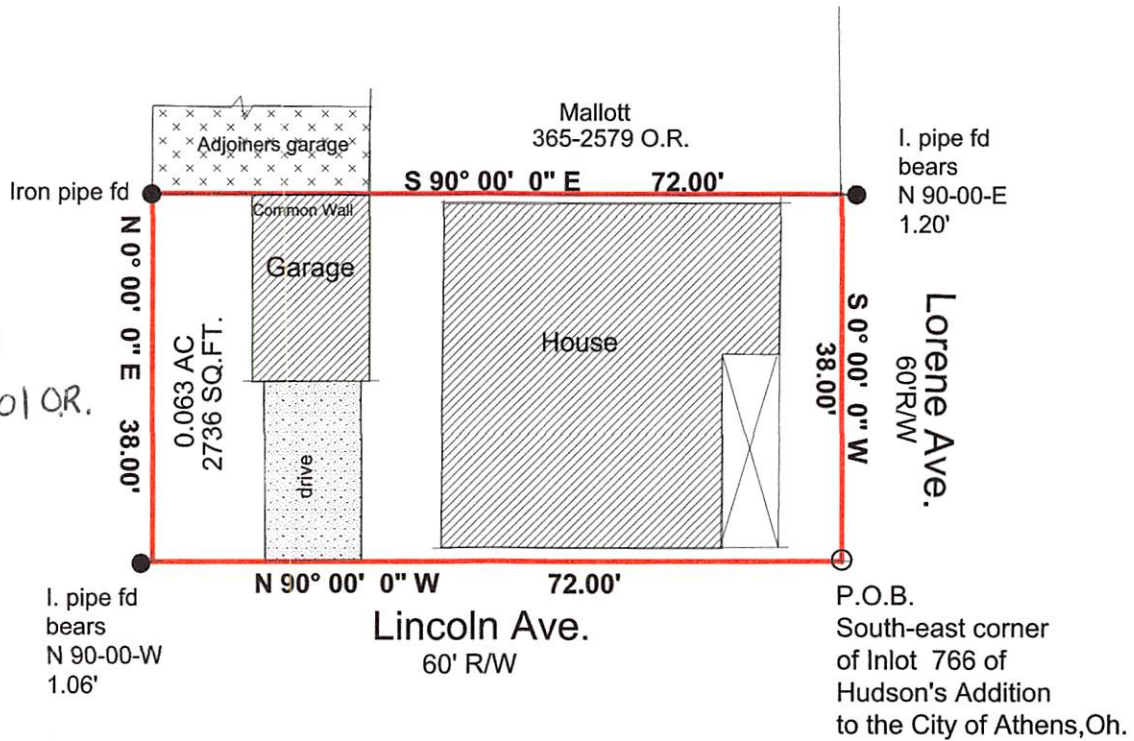 Mallott
365-2579 O.R.
Adjoiners garage
I. pipe fd
bears
N 90-00-E
1.20'
Iron pipe fd
S 90° 00' 0" E 72.00'
Common Wall
Garage
N 0° 00' 0" E 38.00'
0.063 AC
2736 SQ.FT.
House
S 0° 00' 0" W
38.00'
Lorene Ave.
60'R/W
01 O.R.
drive
N 90° 00' 0" W 72.00'
Lincoln Ave.
60' R/W
I. pipe fd
bears
N 90-00-W
1.06'
P.O.B.
South-east corner
of Inlot 766 of
Hudson's Addition
to the City of Athens,Oh.